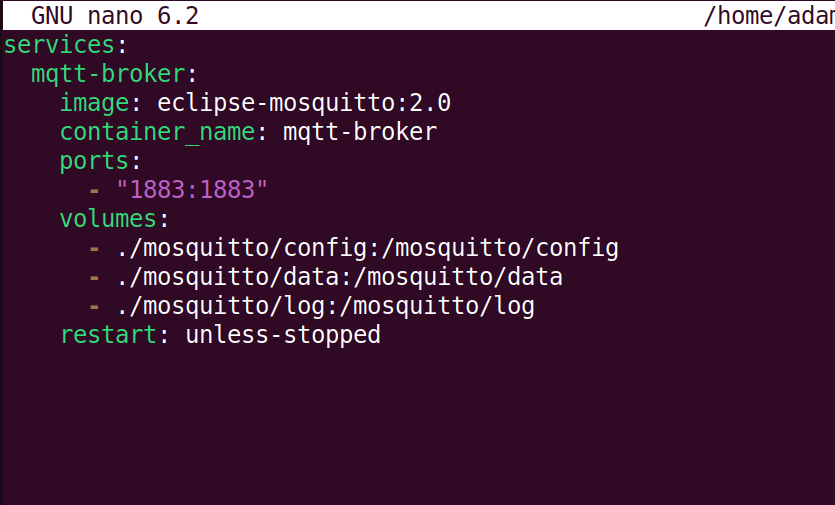 GNU nano 6.2 /home/adam
services:
  mqtt-broker:
    image: eclipse-mosquitto:2.0
    container_name: mqtt-broker
    ports:
      - "1883:1883"
    volumes:
      - ./mosquitto/config:/mosquitto/config
      - ./mosquitto/data:/mosquitto/data
      - ./mosquitto/log:/mosquitto/log
    restart: unless-stopped